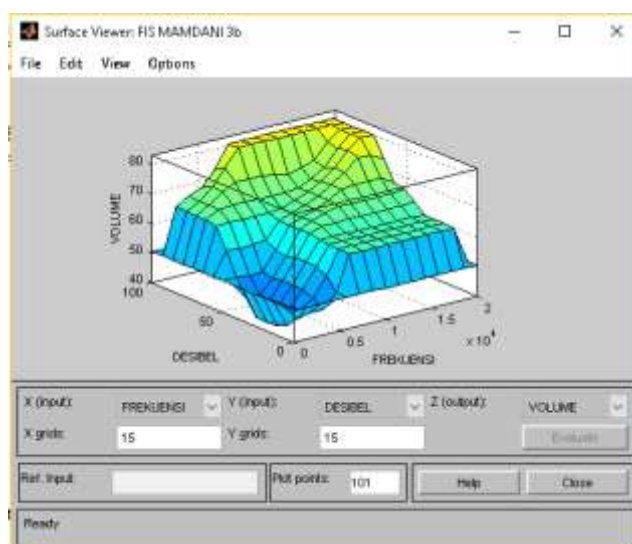 Surface Viewer: FIS MAMDANI 3b
File Edit View Options
80
70
60
50
40
VOLUME
100
50
0
DESIBEL
0
0.5
1
1.5
2
x 10^4
FREKUENSI
X (input): FREKUENSI Y (input): DESIBEL Z (output): VOLUME
X grids: 15 Y grids: 15 Evaluate
Ref. Input: Plot points: 101 Help Close
Ready